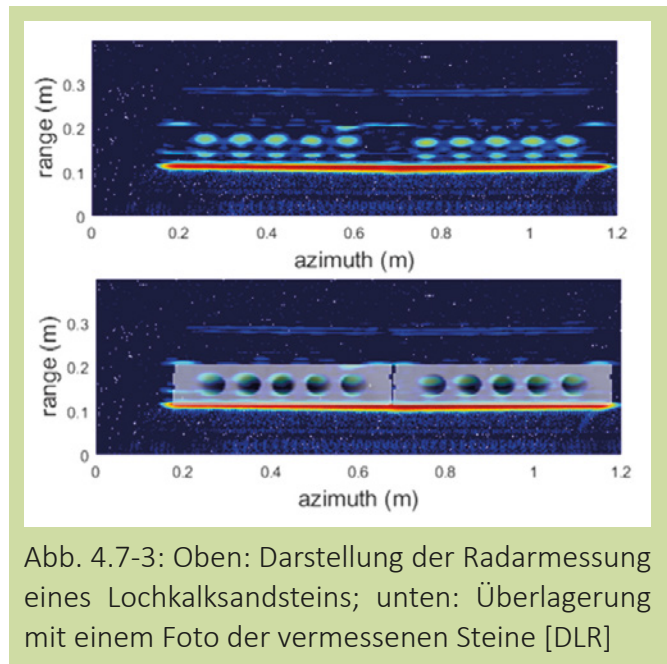 0.3
0.2
0.1
0
range (m)
0 0.2 0.4 0.6 0.8 1 1.2
azimuth (m)
0.3
0.2
0.1
0
range (m)
0 0.2 0.4 0.6 0.8 1 1.2
azimuth (m)
Abb. 4.7-3: Oben: Darstellung der Radarmessung
eines Lochkalksandsteins; unten: Überlagerung
mit einem Foto der vermessenen Steine [DLR]